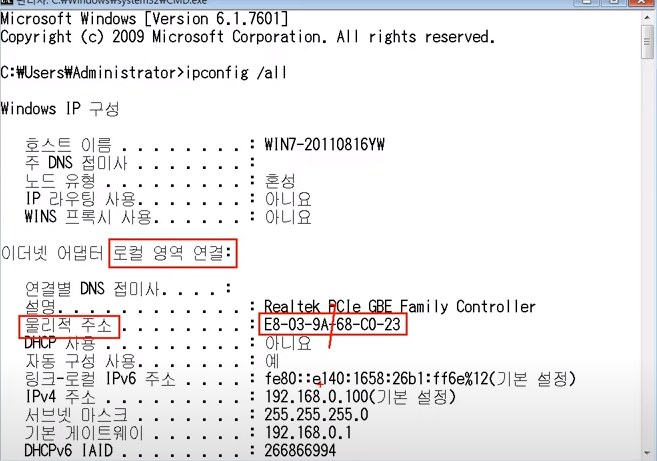 관리자: C:\Windows\system32\CMD.exe
Microsoft Windows [Version 6.1.7601]
Copyright (c) 2009 Microsoft Corporation. All rights reserved.
C:\Users\Administrator>ipconfig /all
Windows IP 구성
호스트 이름 . . . . . . . . : WIN7-20110816YW
주 DNS 접미사 . . . . . . . :
노드 유형 . . . . . . . . . : 혼성
IP 라우팅 사용. . . . . . . : 아니요
WINS 프록시 사용. . . . . . : 아니요
이더넷 어댑터 로컬 영역 연결:
연결별 DNS 접미사. . . . :
설명. . . . . . . . . . . . : Realtek PCIe GBE Family Controller
물리적 주소 . . . . . . . . : E8-03-9A-68-C0-23
DHCP 사용 . . . . . . . . . : 아니요
자동 구성 사용. . . . . . . : 예
링크-로컬 IPv6 주소 . . . . : fe80::e140:1658:26b1:ff6e%12(기본 설정)
IPv4 주소 . . . . . . . . . : 192.168.0.100(기본 설정)
서브넷 마스크 . . . . . . . : 255.255.255.0
기본 게이트웨이 . . . . . . : 192.168.0.1
DHCPv6 IAID . . . . . . . . : 266866994